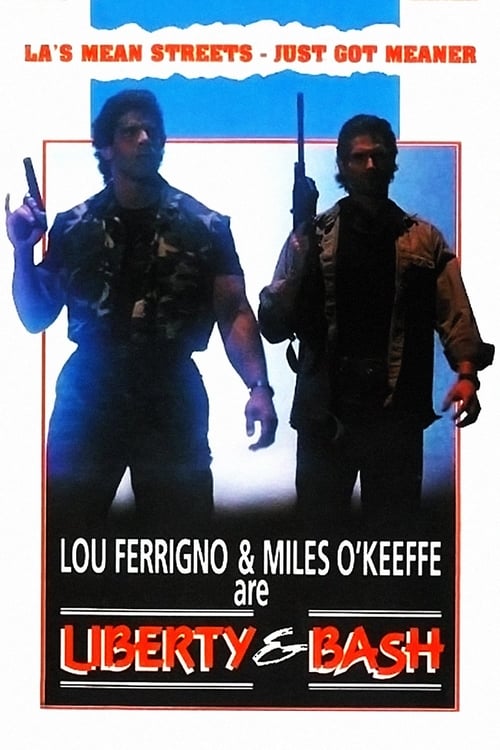 LA'S MEAN STREETS - JUST GOT MEANER
LOU FERRIGNO & MILES O'KEEFFE
are
LIBERTY & BASH